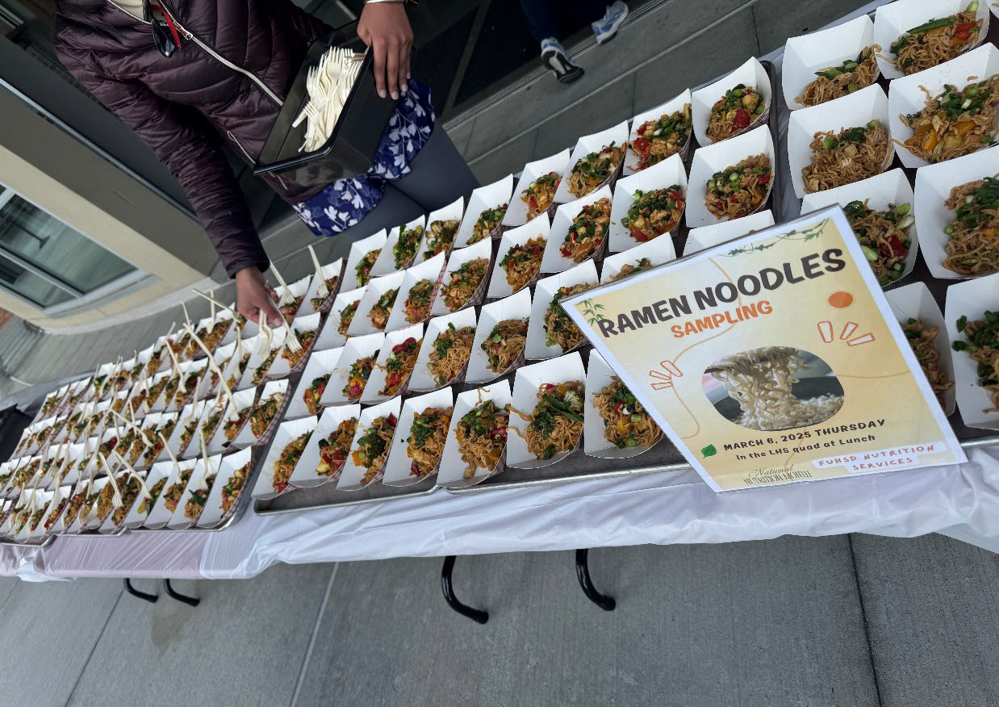 RAMEN NOODLES
SAMPLING
MARCH 6, 2025 THURSDAY
In the LHS quad at Lunch
National
NUTRITION MONTH
FUHSD NUTRITION
SERVICES